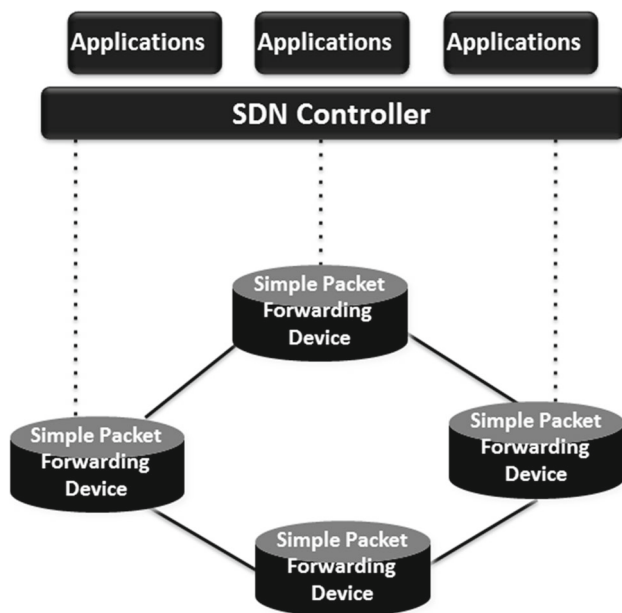 Applications
Applications
Applications
SDN Controller
Simple Packet
Forwarding
Device
Simple Packet
Forwarding
Device
Simple Packet
Forwarding
Device
Simple Packet
Forwarding
Device